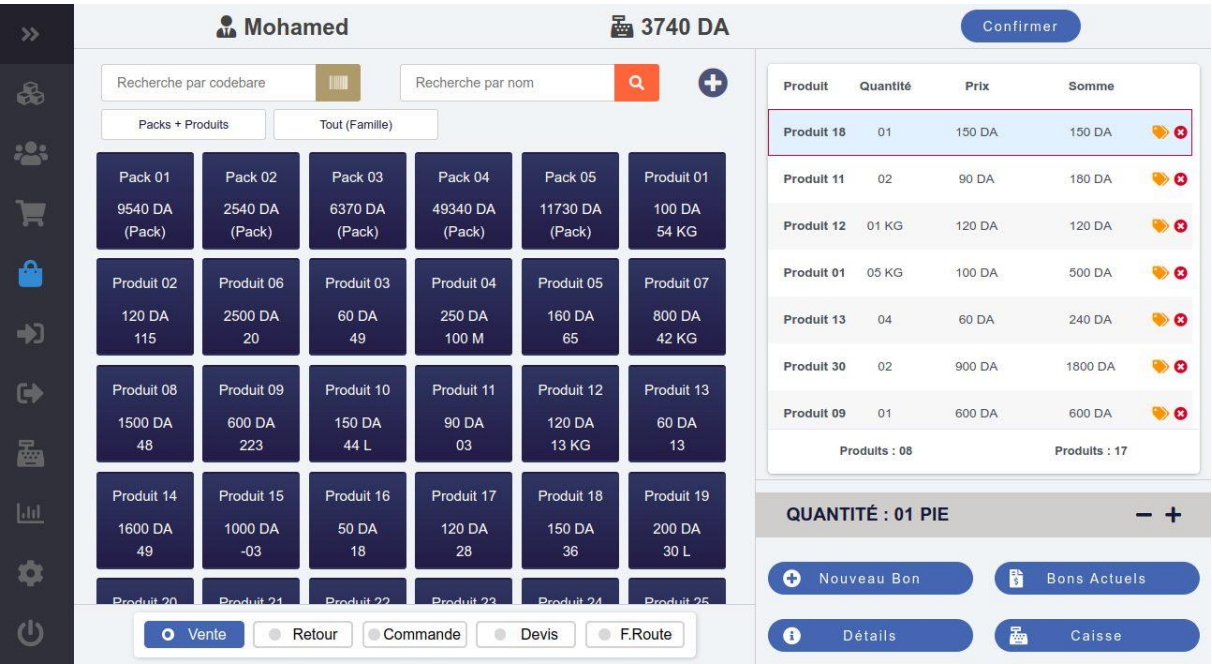 Mohamed
3740 DA
Confirmer
Recherche par codebare
Recherche par nom
Packs + Produits
Tout (Famille)
Pack 01
9540 DA
(Pack)
Pack 02
2540 DA
(Pack)
Pack 03
6370 DA
(Pack)
Pack 04
49340 DA
(Pack)
Pack 05
11730 DA
(Pack)
Produit 01
100 DA
54 KG
Produit 02
120 DA
115
Produit 06
2500 DA
20
Produit 03
60 DA
49
Produit 04
250 DA
100 M
Produit 05
160 DA
65
Produit 07
800 DA
42 KG
Produit 08
1500 DA
48
Produit 09
600 DA
223
Produit 10
150 DA
44 L
Produit 11
90 DA
03
Produit 12
120 DA
13 KG
Produit 13
60 DA
13
Produit 14
1600 DA
49
Produit 15
1000 DA
-03
Produit 16
50 DA
18
Produit 17
120 DA
28
Produit 18
150 DA
36
Produit 19
200 DA
30 L
Produit 20
Produit 21
Produit 22
Produit 23
Produit 24
Produit 25
Vente
Retour
Commande
Devis
F.Route
Produit Quantité Prix Somme
Produit 18 01 150 DA 150 DA
Produit 11 02 90 DA 180 DA
Produit 12 01 KG 120 DA 120 DA
Produit 01 05 KG 100 DA 500 DA
Produit 13 04 60 DA 240 DA
Produit 30 02 900 DA 1800 DA
Produit 09 01 600 DA 600 DA
Produits : 08 Produits : 17
QUANTITÉ : 01 PIE
Nouveau Bon
Bons Actuels
Détails
Caisse